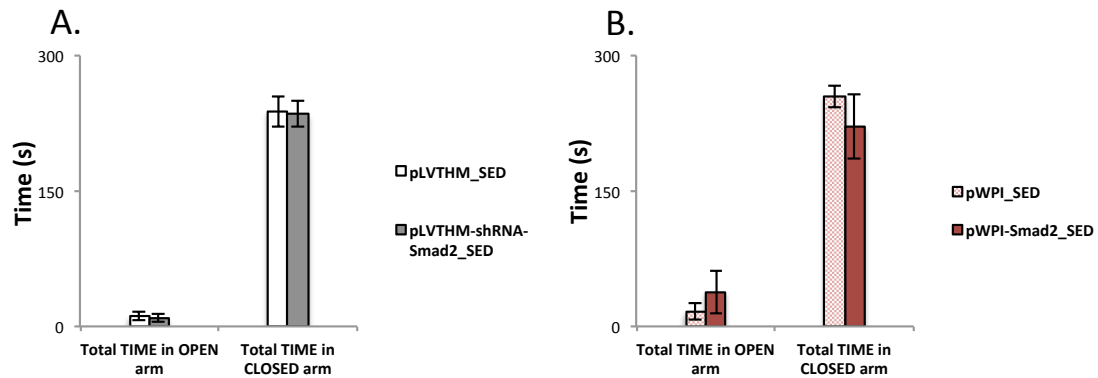 A.
300
150
0
Time (s)
Total TIME in OPEN
arm
Total TIME in
CLOSED arm
pLVTHM_SED
pLVTHM-shRNA-
Smad2_SED
B.
300
150
0
Time (s)
Total TIME in OPEN
arm
Total TIME in
CLOSED arm
pWPI_SED
pWPI-Smad2_SED